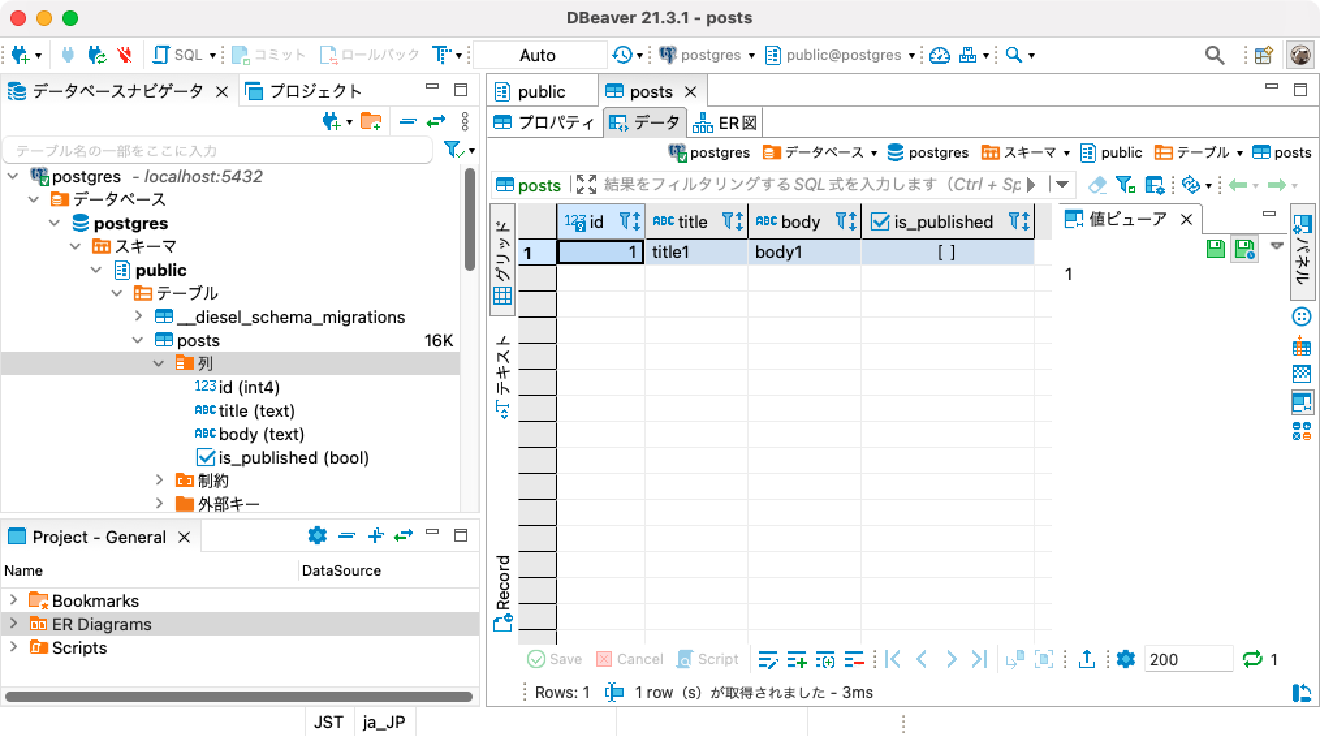 DBeaver 21.3.1 - posts
SQL コミット ロールバック Auto postgres public@postgres
データベースナビゲータ プロジェクト
テーブル名の一部をここに入力
postgres - localhost:5432
データベース
postgres
スキーマ
public
テーブル
__diesel_schema_migrations
posts 16K
列
123 id (int4)
ABC title (text)
ABC body (text)
is_published (bool)
制約
外部キー
Project - General
Name DataSource
Bookmarks
ER Diagrams
Scripts
public posts
プロパティ データ ER図
postgres データベース postgres スキーマ public テーブル posts
posts 結果をフィルタリングするSQL式を入力します (Ctrl + Sp
グリッド
テキスト
Record
123 id ABC title ABC body is_published
1 1 title1 body1 [ ]
値ビューア
1
パネル
Save Cancel Script 200 1
Rows: 1 1 row（s）が取得されました - 3ms
JST ja_JP